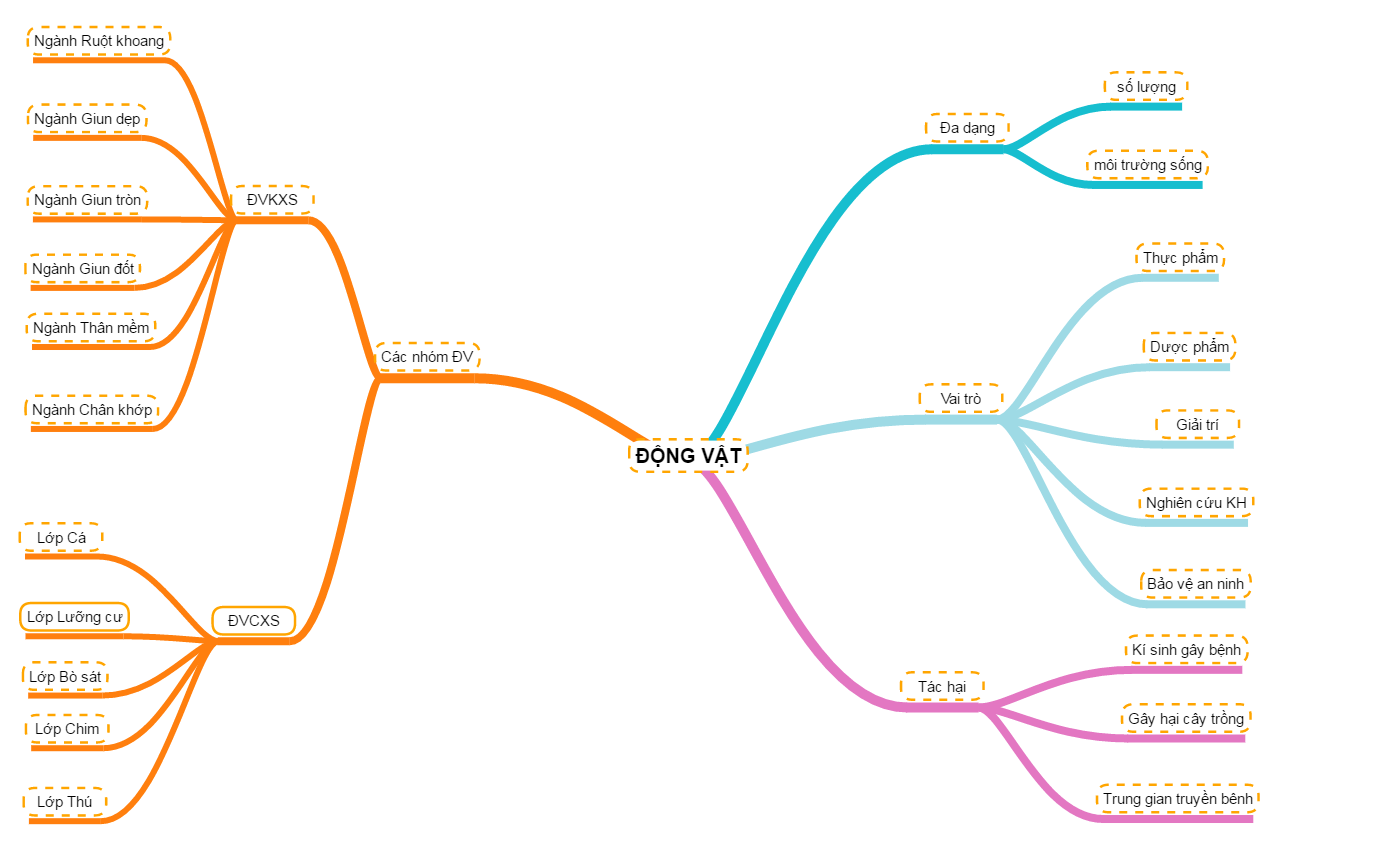 ĐỘNG VẬT
Các nhóm ĐV
ĐVKXS
Ngành Ruột khoang
Ngành Giun dẹp
Ngành Giun tròn
Ngành Giun đốt
Ngành Thân mềm
Ngành Chân khớp
ĐVCXS
Lớp Cá
Lớp Lưỡng cư
Lớp Bò sát
Lớp Chim
Lớp Thú
Đa dạng
số lượng
môi trường sống
Vai trò
Thực phẩm
Dược phẩm
Giải trí
Nghiên cứu KH
Bảo vệ an ninh
Tác hại
Kí sinh gây bệnh
Gây hại cây trồng
Trung gian truyền bênh